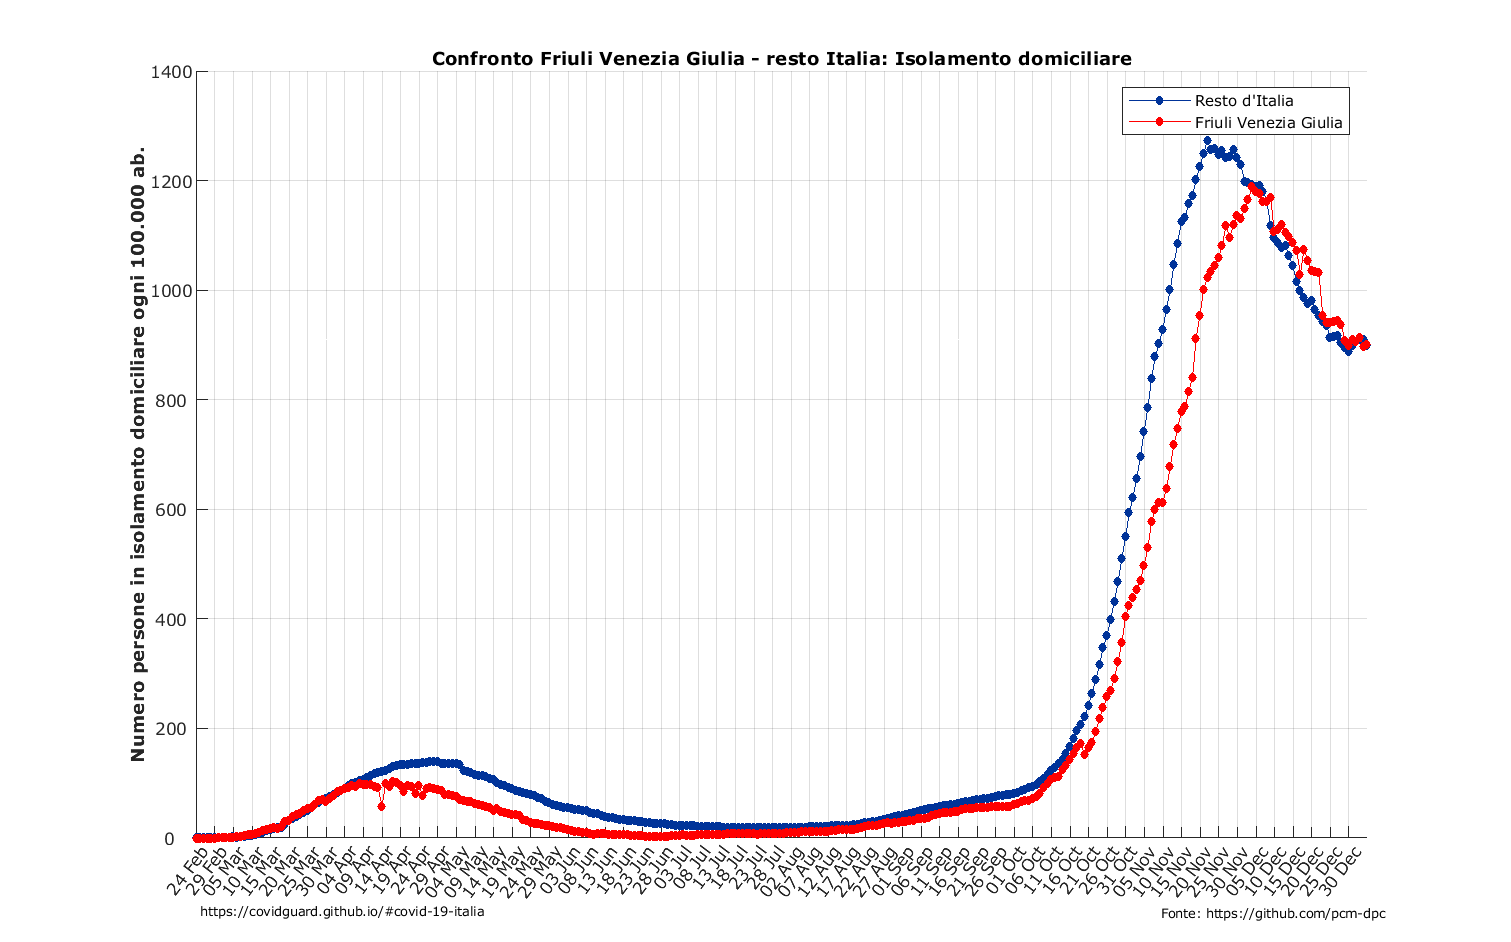 Confronto Friuli Venezia Giulia - resto Italia: Isolamento domiciliare
Numero persone in isolamento domiciliare ogni 100.000 ab.
1400
1200
1000
800
600
400
200
0
Resto d'Italia
Friuli Venezia Giulia
24 Feb
29 Feb
05 Mar
10 Mar
15 Mar
20 Mar
25 Mar
30 Mar
04 Apr
09 Apr
14 Apr
19 Apr
24 Apr
29 Apr
04 May
09 May
14 May
19 May
24 May
29 May
03 Jun
08 Jun
13 Jun
18 Jun
23 Jun
28 Jun
03 Jul
08 Jul
13 Jul
18 Jul
23 Jul
28 Jul
02 Aug
07 Aug
12 Aug
17 Aug
22 Aug
27 Aug
01 Sep
06 Sep
11 Sep
16 Sep
21 Sep
26 Sep
01 Oct
06 Oct
11 Oct
16 Oct
21 Oct
26 Oct
31 Oct
05 Nov
10 Nov
15 Nov
20 Nov
25 Nov
30 Nov
05 Dec
10 Dec
15 Dec
20 Dec
25 Dec
30 Dec
https://covidguard.github.io/#covid-19-italia
Fonte: https://github.com/pcm-dpc